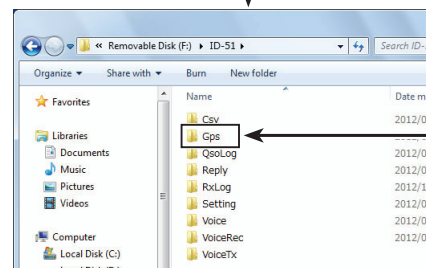 « Removable Disk (F:) ▸ ID-51 ▸ Search ID-
Organize ▾ Share with ▾ Burn New folder
Favorites
Libraries
Documents
Music
Pictures
Videos
Computer
Local Disk (C:)
Name Date m
Csv 2012/0
Gps
QsoLog 2012/0
Reply 2012/0
RxLog 2012/1
Setting 2012/0
Voice 2012/0
VoiceRec 2012/0
VoiceTx